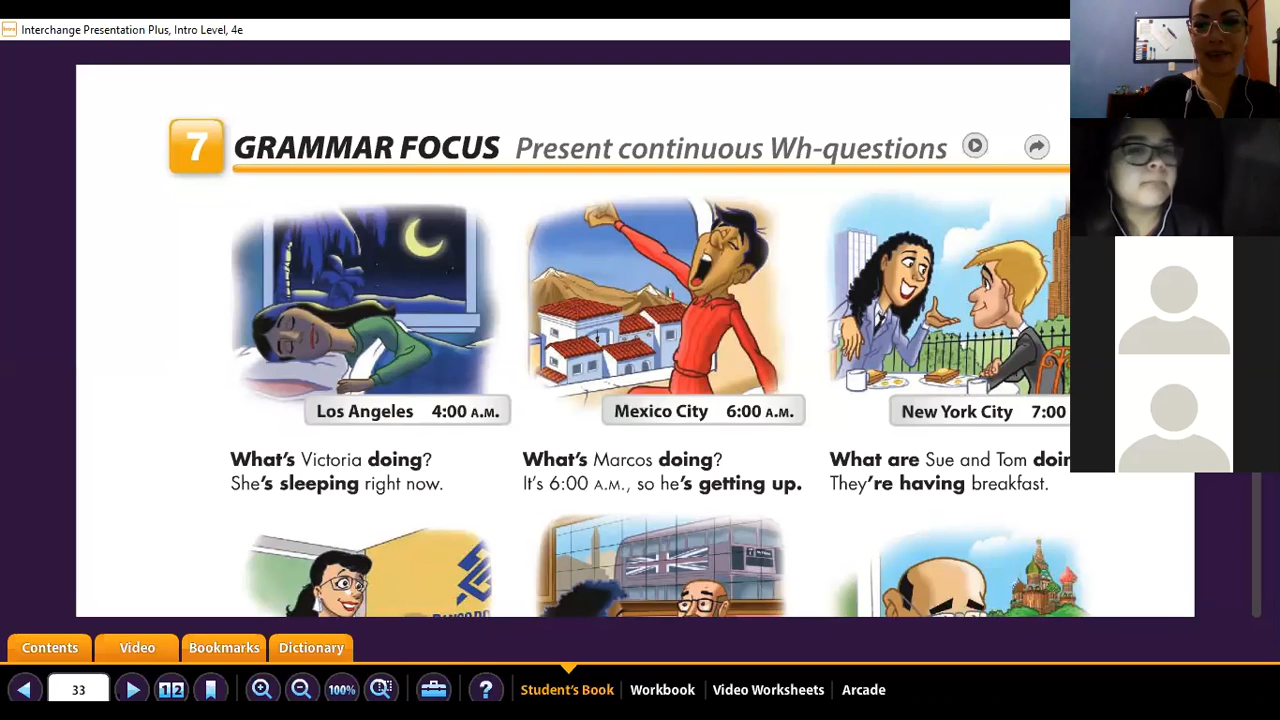 Interchange Presentation Plus, Intro Level, 4e
7 GRAMMAR FOCUS Present continuous Wh-questions
Los Angeles 4:00 A.M.
Mexico City 6:00 A.M.
New York City 7:00
What's Victoria doing?
She's sleeping right now.
What's Marcos doing?
It's 6:00 A.M., so he's getting up.
What are Sue and Tom doin
They're having breakfast.
Contents Video Bookmarks Dictionary
33 1 2 100% ? Student's Book Workbook Video Worksheets Arcade